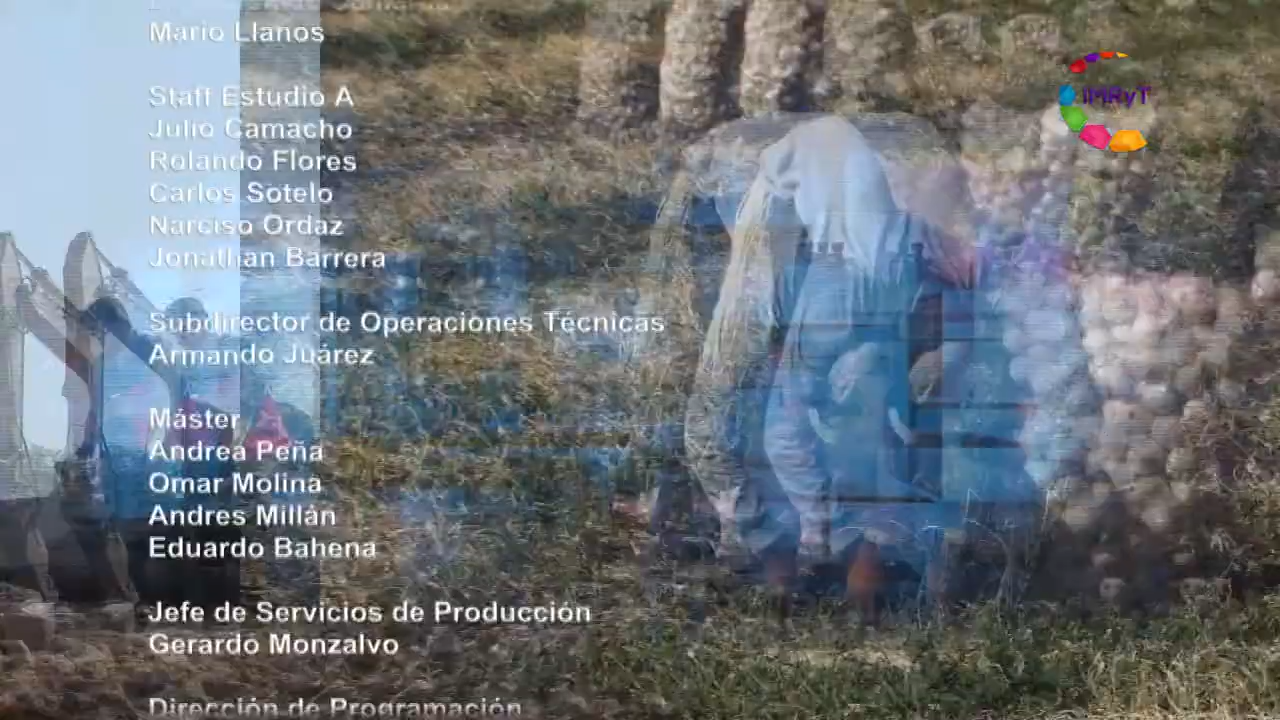 Mario Llanos
Staff Estudio A
Julio Camacho
Rolando Flores
Carlos Sotelo
Narciso Ordaz
Jonathan Barrera
Subdirector de Operaciones Técnicas
Armando Juárez
Máster
Andrea Peña
Omar Molina
Andres Millán
Eduardo Bahena
Jefe de Servicios de Producción
Gerardo Monzalvo
Dirección de Programación
IMRyT